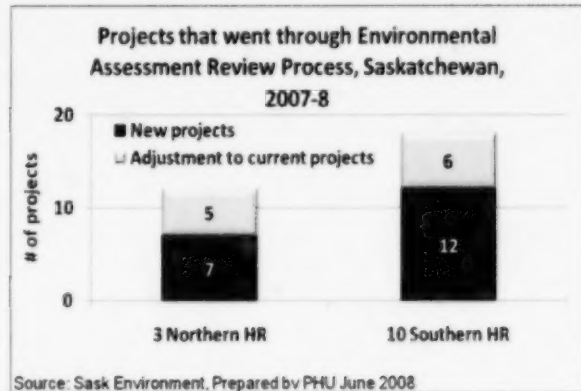 Projects that went through Environmental
Assessment Review Process, Saskatchewan,
2007-8
20
New projects
Adjustment to current projects
# of projects
10
0
5
7
6
12
3 Northern HR
10 Southern HR
Source: Sask Environment, Prepared by PHU June 2008